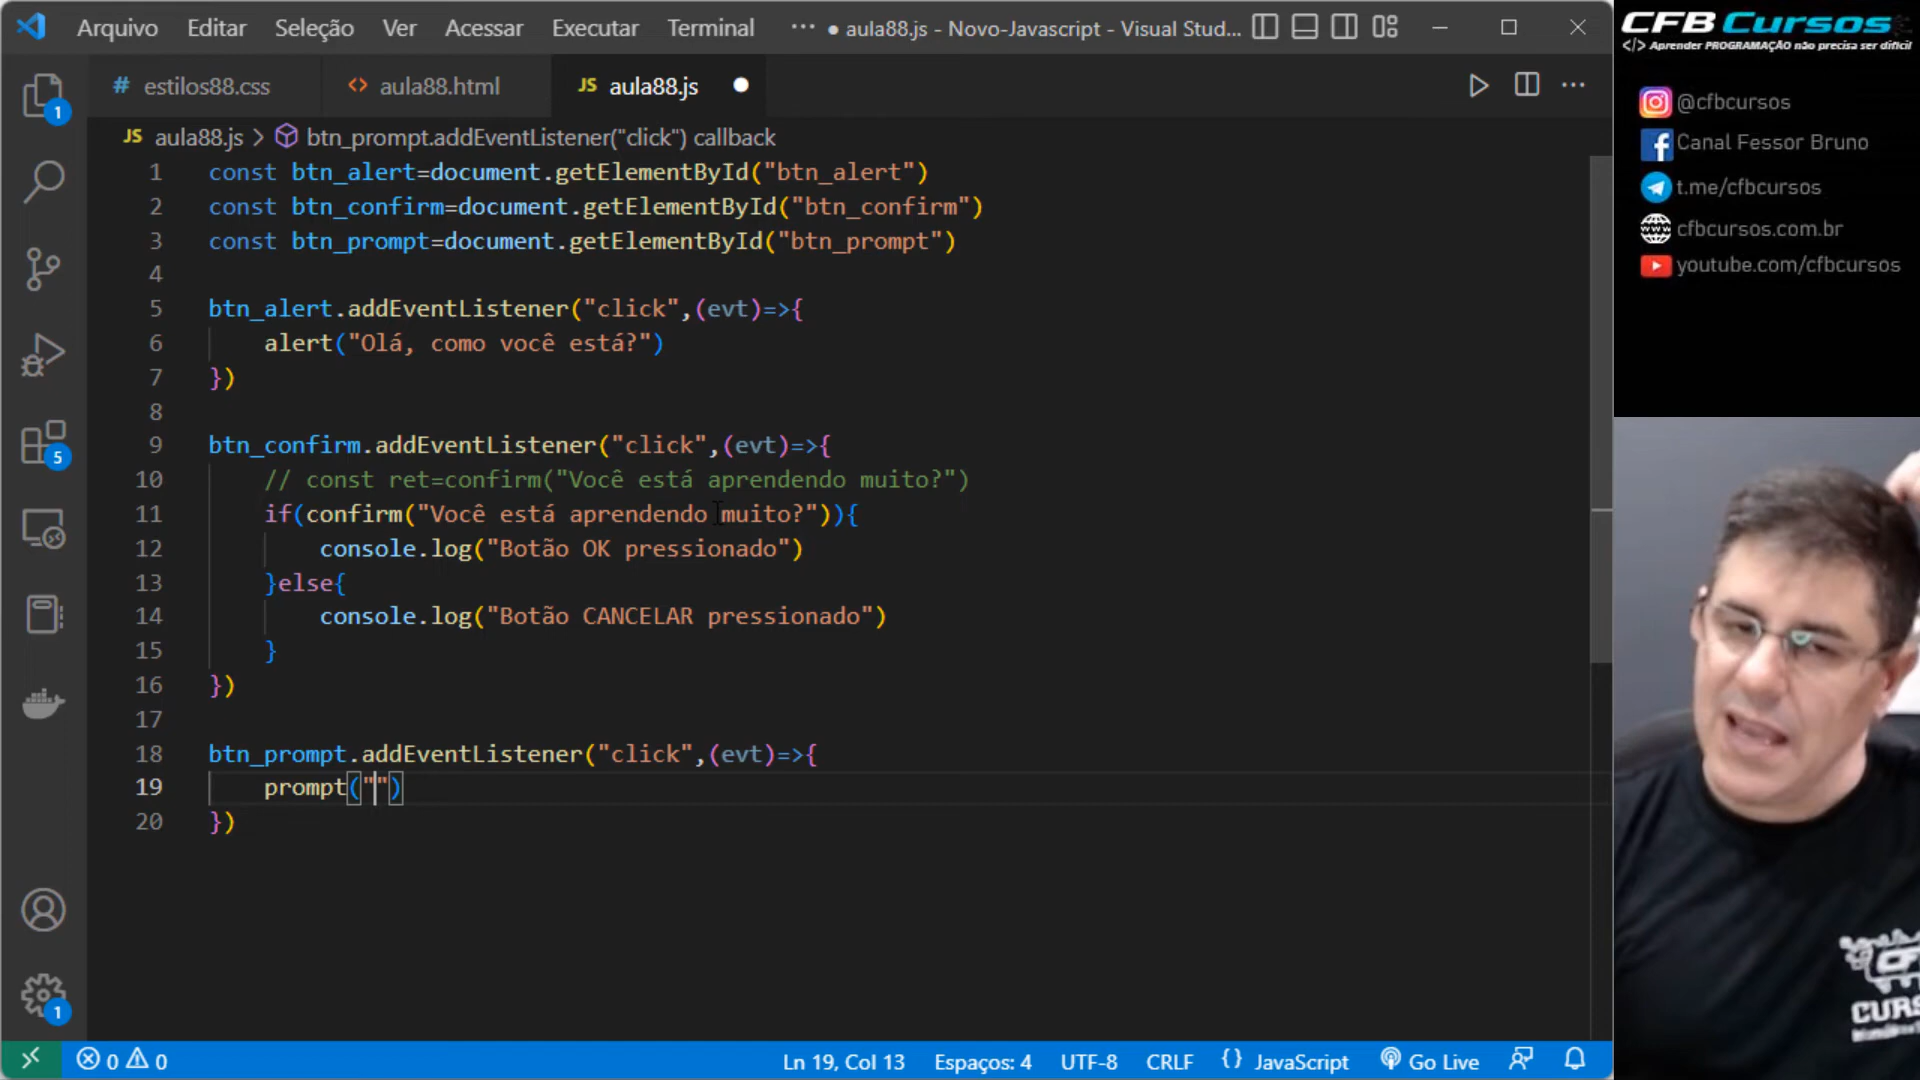 Arquivo Editar Seleção Ver Acessar Executar Terminal ··· ● aula88.js - Novo-Javascript - Visual Stud...
# estilos88.css <> aula88.html JS aula88.js
JS aula88.js > btn_prompt.addEventListener("click") callback
1 const btn_alert=document.getElementById("btn_alert")
2 const btn_confirm=document.getElementById("btn_confirm")
3 const btn_prompt=document.getElementById("btn_prompt")
4
5 btn_alert.addEventListener("click",(evt)=>{
6 alert("Olá, como você está?")
7 })
8
9 btn_confirm.addEventListener("click",(evt)=>{
10 // const ret=confirm("Você está aprendendo muito?")
11 if(confirm("Você está aprendendo muito?")){
12 console.log("Botão OK pressionado")
13 }else{
14 console.log("Botão CANCELAR pressionado")
15 }
16 })
17
18 btn_prompt.addEventListener("click",(evt)=>{
19 prompt("")
20 })
1
5
1
0 0 Ln 19, Col 13 Espaços: 4 UTF-8 CRLF {} JavaScript Go Live
CFB Cursos
</> Aprender PROGRAMAÇÃO não precisa ser difícil
@cfbcursos
Canal Fessor Bruno
t.me/cfbcursos
cfbcursos.com.br
youtube.com/cfbcursos